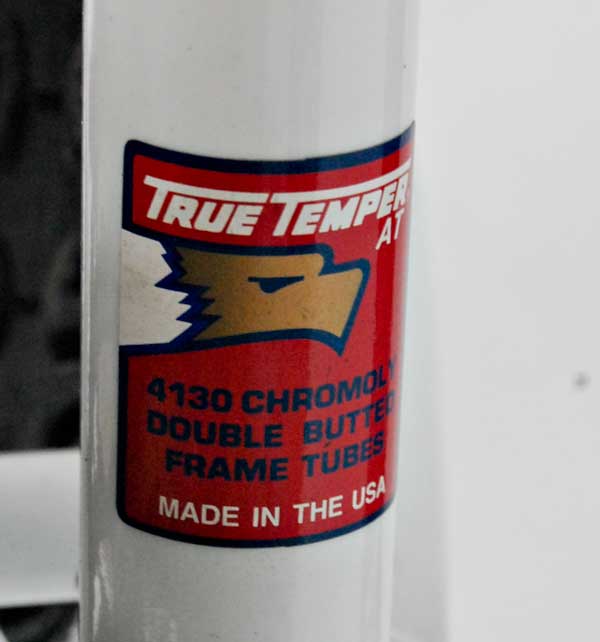 TRUE TEMPER
AT
4130 CHROMOLY
DOUBLE BUTTED
FRAME TUBES
MADE IN THE USA